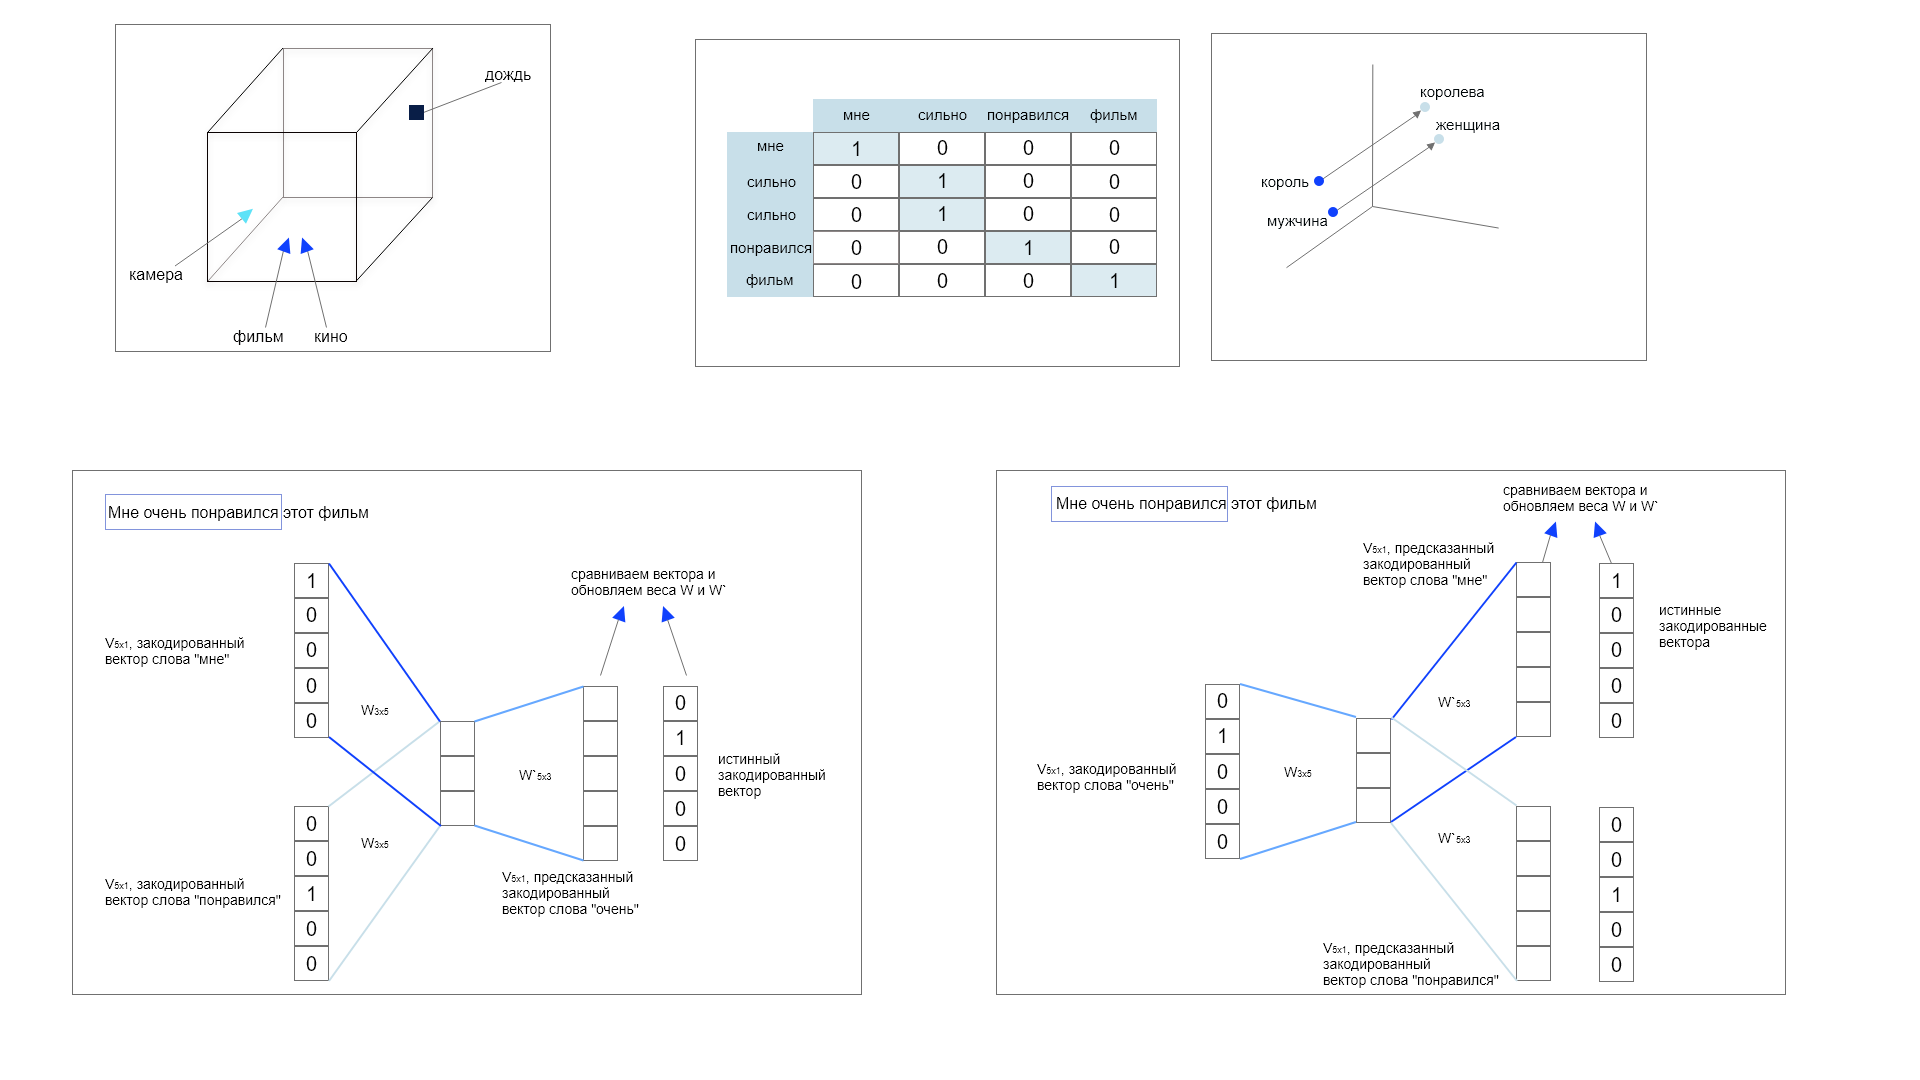 дождь
камера
фильм кино
мне сильно понравился фильм
мне 1 0 0 0
сильно 0 1 0 0
сильно 0 1 0 0
понравился 0 0 1 0
фильм 0 0 0 1
королева
женщина
король
мужчина
Мне очень понравился этот фильм
сравниваем вектора и
обновляем веса W и W`
1
0
0
0
0
V5x1, закодированный
вектор слова "мне"
W3x5
W3x5
0
0
1
0
0
V5x1, закодированный
вектор слова "понравился"
W`5x3
0
1
0
0
0
истинный
закодированный
вектор
V5x1, предсказанный
закодированный
вектор слова "очень"
Мне очень понравился этот фильм
сравниваем вектора и
обновляем веса W и W`
V5x1, предсказанный
закодированный
вектор слова "мне"
1
0
0
0
0
истинные
закодированные
вектора
0
1
0
0
0
V5x1, закодированный
вектор слова "очень"
W3x5
W`5x3
W`5x3
0
0
1
0
0
V5x1, предсказанный
закодированный
вектор слова "понравился"